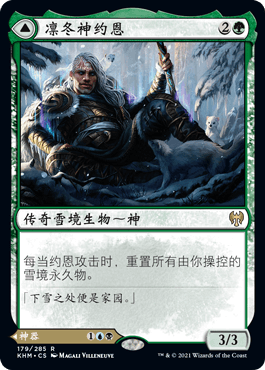 凛冬神约恩 2
传奇雪境生物～神
每当约恩攻击时，重置所有由你操控的
雪境永久物。
「下雪之处便是家园。」
神器 1
3/3
179/285 R
KHM • CS MAGALI VILLENEUVE
™ & © 2021 Wizards of the Coast